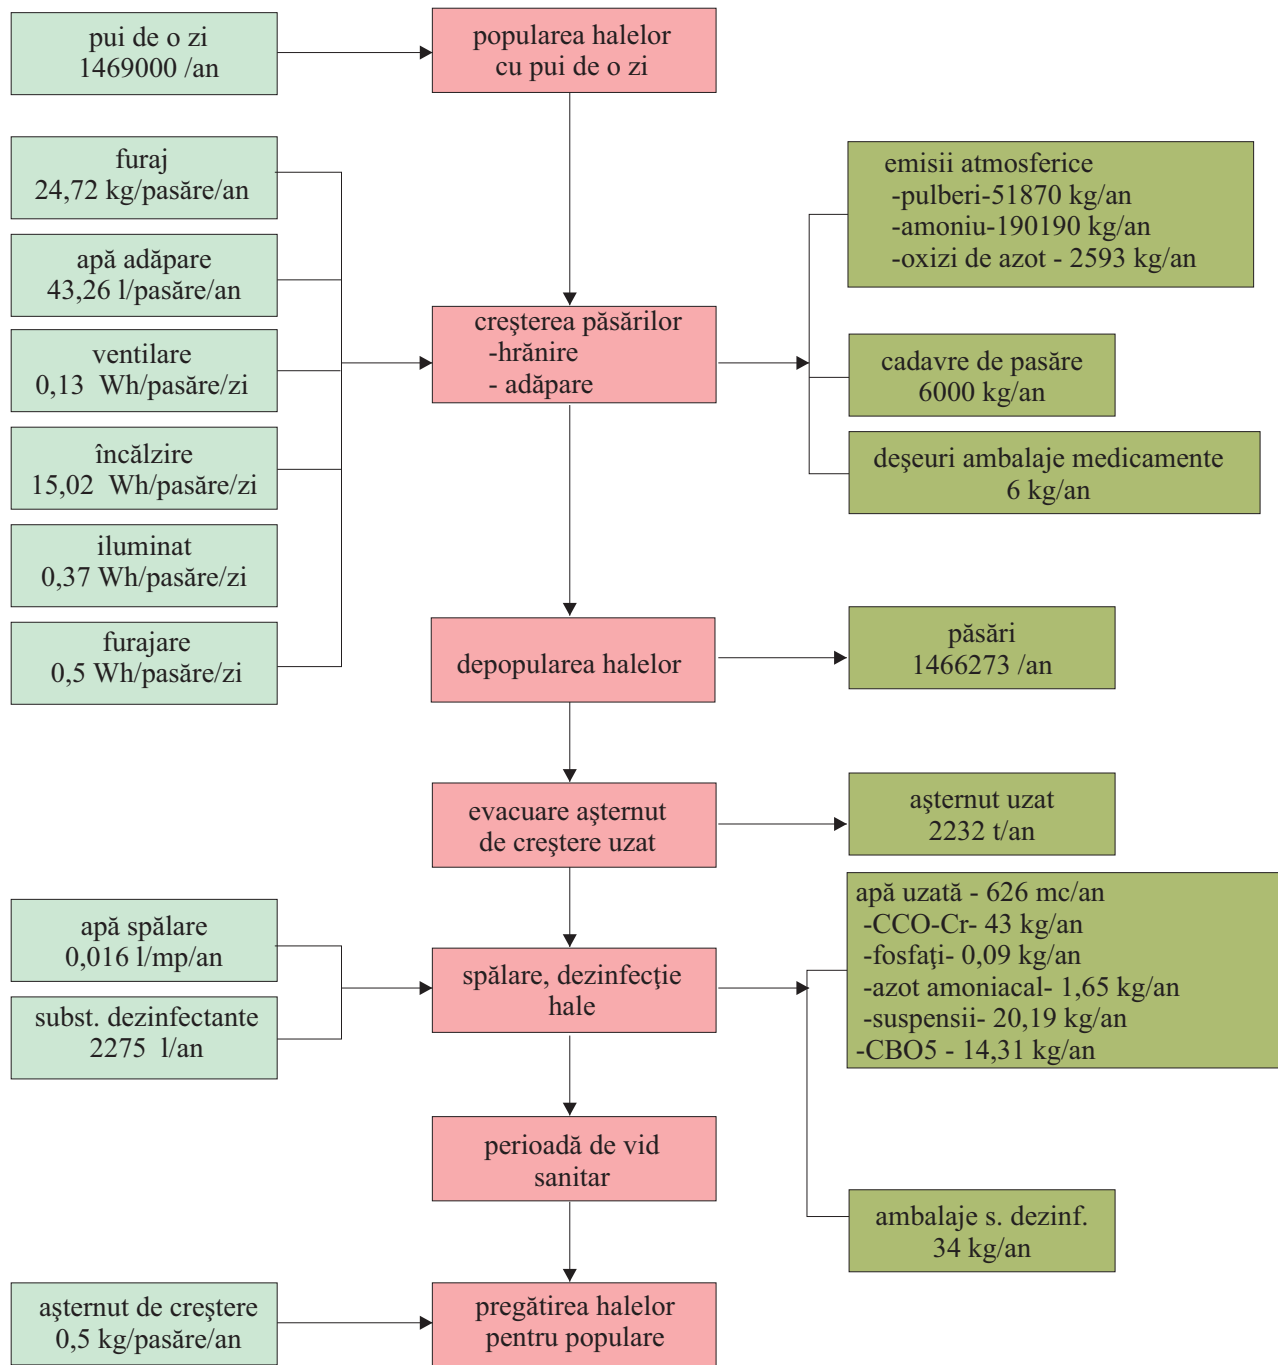 pui de o zi
1469000 /an
popularea halelor
cu pui de o zi
furaj
24,72 kg/pasăre/an
apă adăpare
43,26 l/pasăre/an
ventilare
0,13  Wh/pasăre/zi
încălzire
15,02  Wh/pasăre/zi
iluminat
0,37 Wh/pasăre/zi
furajare
0,5 Wh/pasăre/zi
creşterea păsărilor
-hrănire
- adăpare
emisii atmosferice
-pulberi-51870 kg/an
-amoniu-190190 kg/an
-oxizi de azot - 2593 kg/an
cadavre de pasăre
6000 kg/an
deşeuri ambalaje medicamente
6 kg/an
depopularea halelor
păsări
1466273 /an
evacuare aşternut
de creştere uzat
aşternut uzat
2232 t/an
apă spălare
0,016 l/mp/an
subst. dezinfectante
2275  l/an
spălare, dezinfecţie
hale
apă uzată - 626 mc/an
-CCO-Cr- 43 kg/an
-fosfaţi- 0,09 kg/an
-azot amoniacal- 1,65 kg/an
-suspensii- 20,19 kg/an
-CBO5 - 14,31 kg/an
perioadă de vid
sanitar
ambalaje s. dezinf.
34 kg/an
aşternut de creştere
0,5 kg/pasăre/an
pregătirea halelor
pentru populare